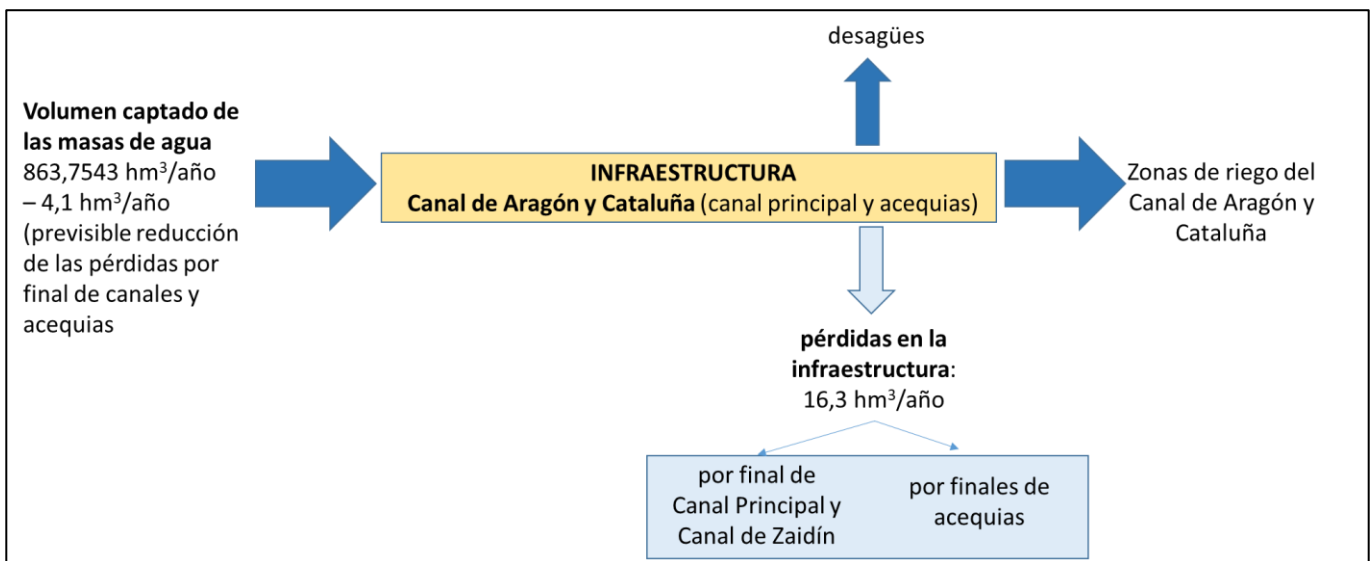 desagües
Volumen captado de
las masas de agua
863,7543 hm³/año
– 4,1 hm³/año
(previsible reducción
de las pérdidas por
final de canales y
acequias
INFRAESTRUCTURA
Canal de Aragón y Cataluña (canal principal y acequias)
Zonas de riego del
Canal de Aragón y
Cataluña
pérdidas en la
infraestructura:
16,3 hm³/año
por final de
Canal Principal y
Canal de Zaidín
por finales de
acequias